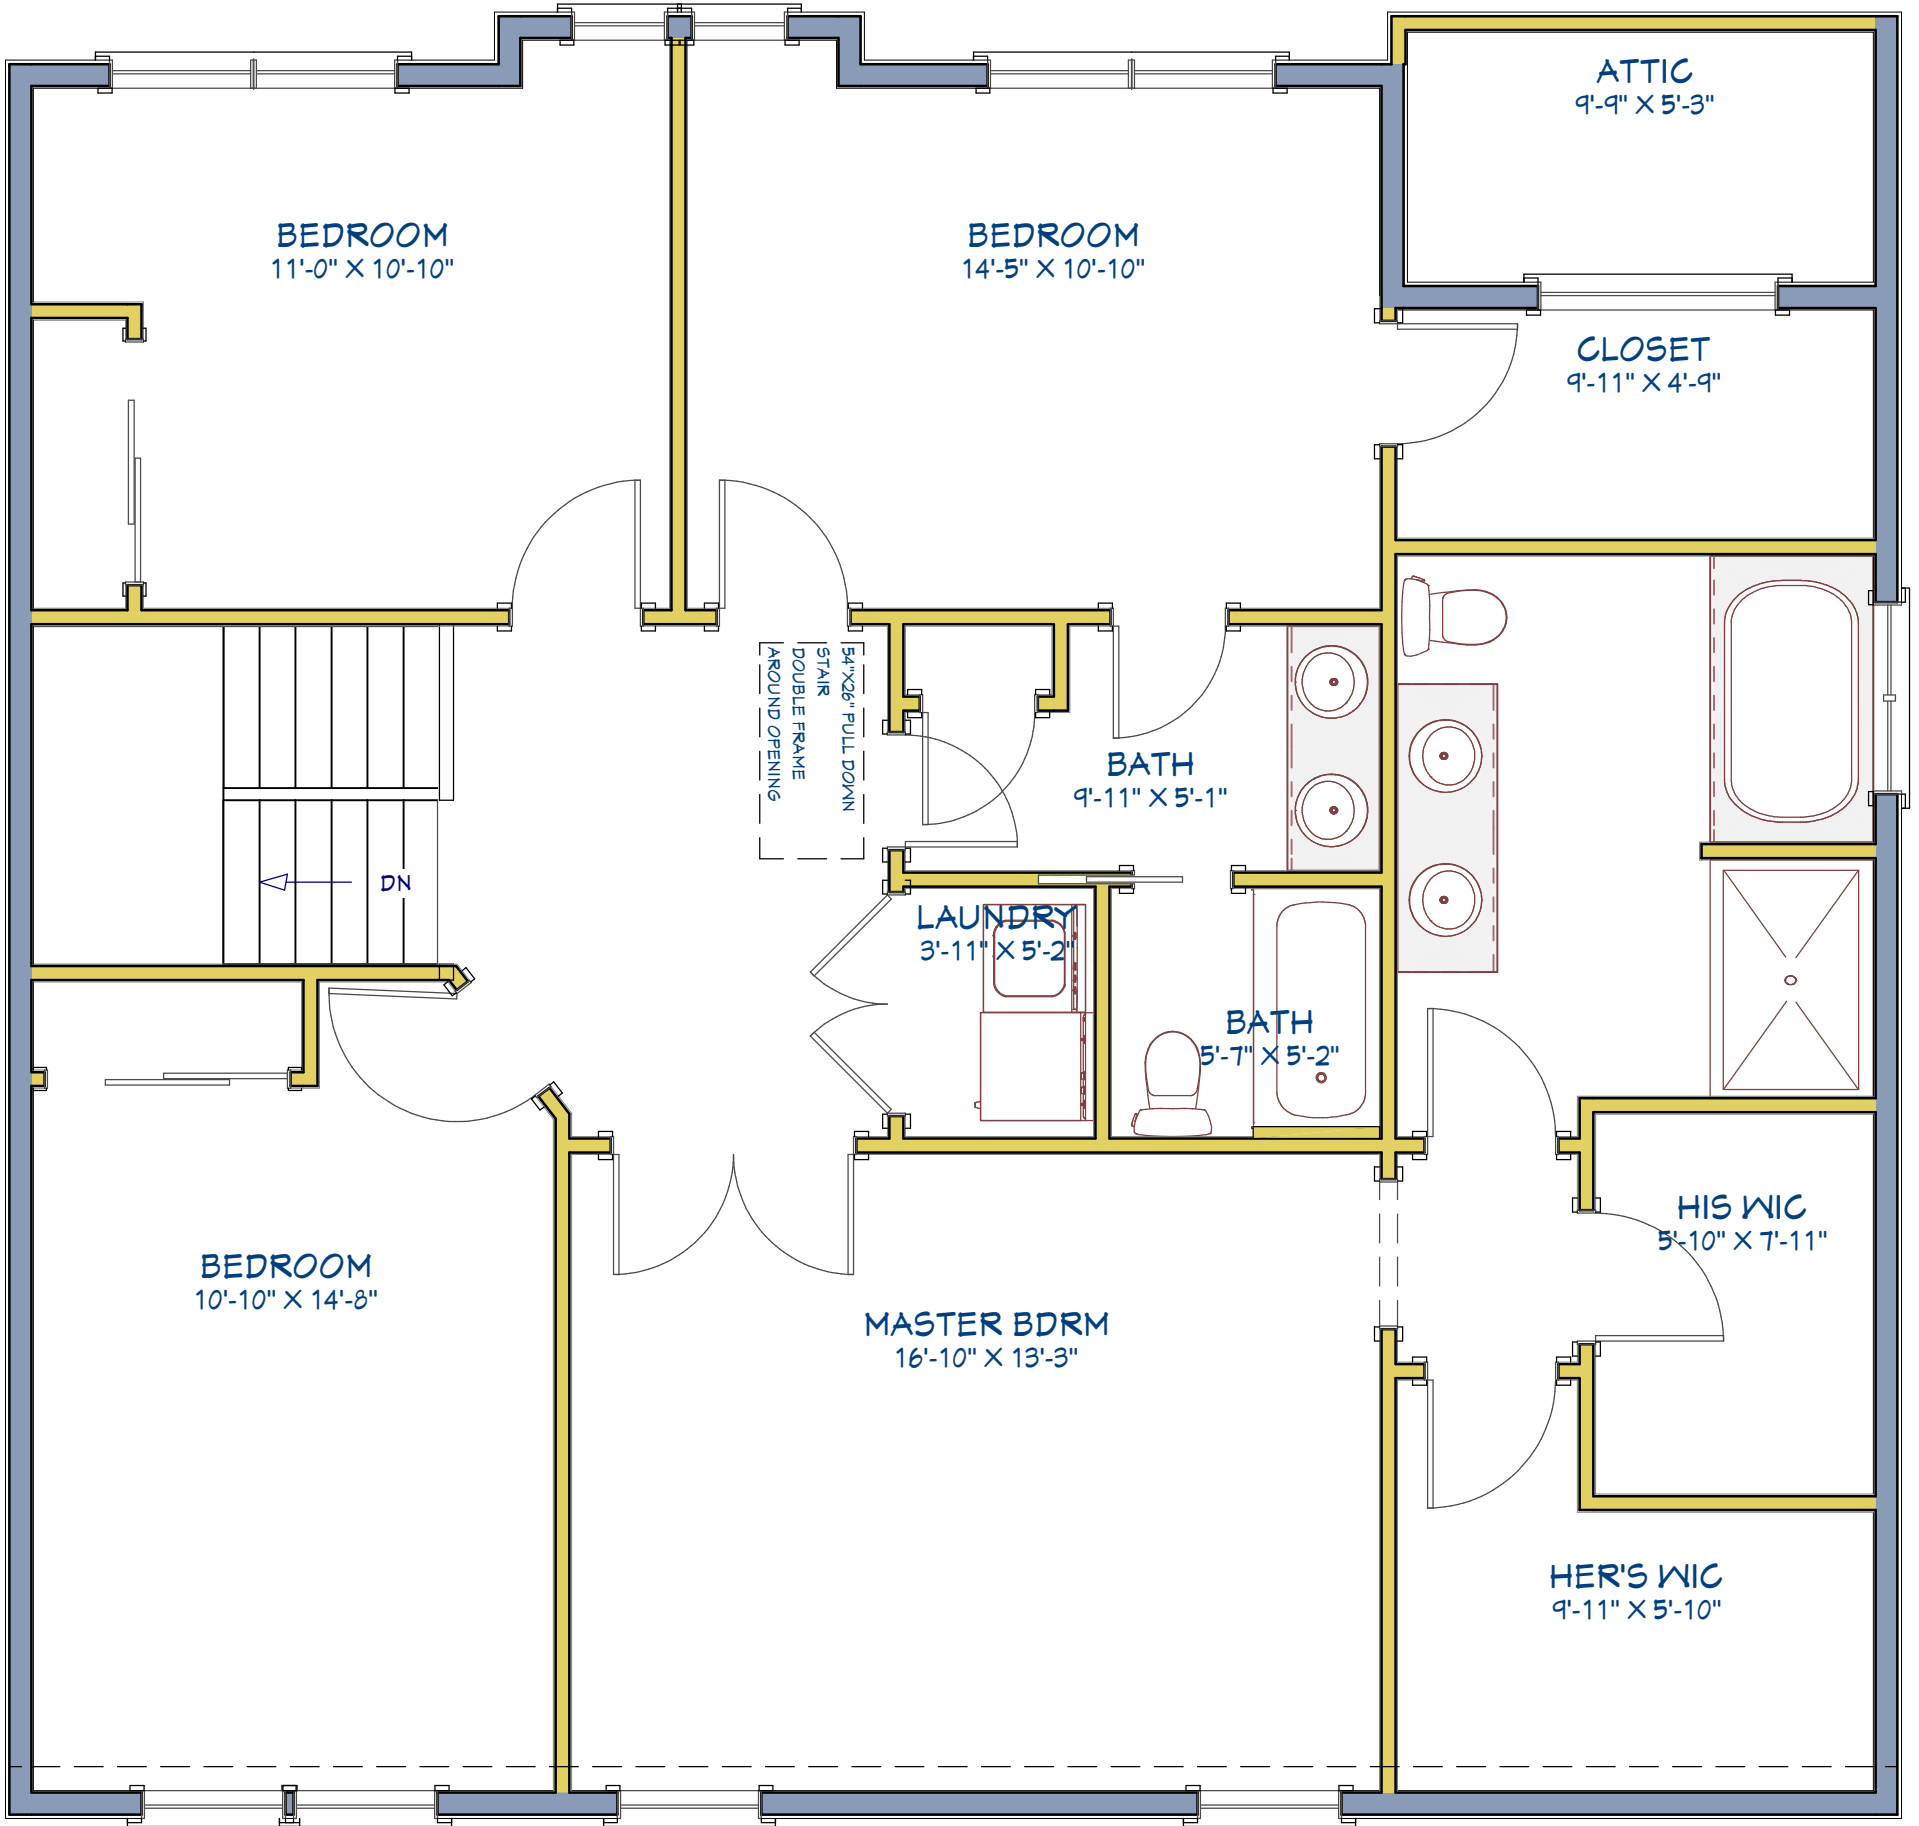 ATTIC
9'-9" X 5'-3"
BEDROOM
11'-0" X 10'-10"
BEDROOM
14'-5" X 10'-10"
CLOSET
9'-11" X 4'-9"
54"X26" PULL DOWN
STAIR
DOUBLE FRAME
AROUND OPENING
BATH
9'-11" X 5'-1"
DN
LAUNDRY
3'-11" X 5'-2"
BATH
5'-7" X 5'-2"
HIS WIC
5'-10" X 7'-11"
BEDROOM
10'-10" X 14'-8"
MASTER BDRM
16'-10" X 13'-3"
HER'S WIC
9'-11" X 5'-10"